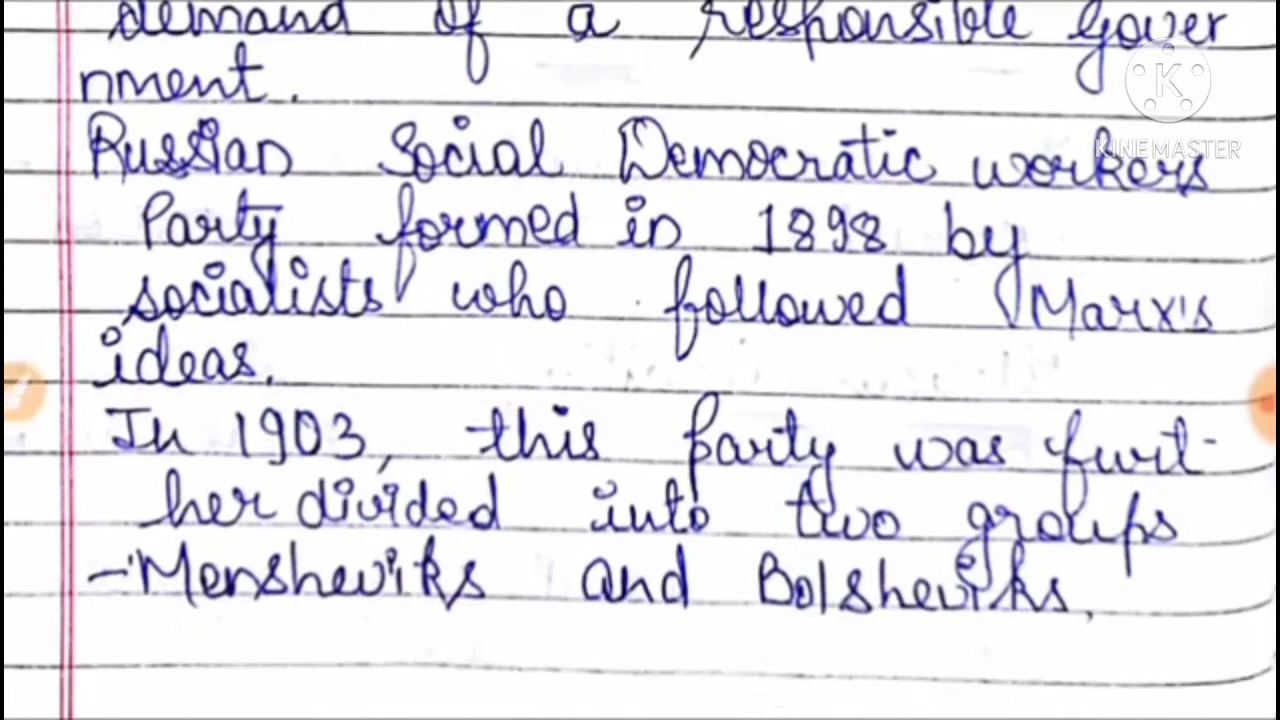 demand of a responsible Gover
nment.
KINEMASTER
Russian Social Democratic workers
Party formed in 1898 by
socialists who followed Marx's
ideas.
In 1903, this party was furt-
her divided into two groups
- Mensheviks and Bolsheviks.